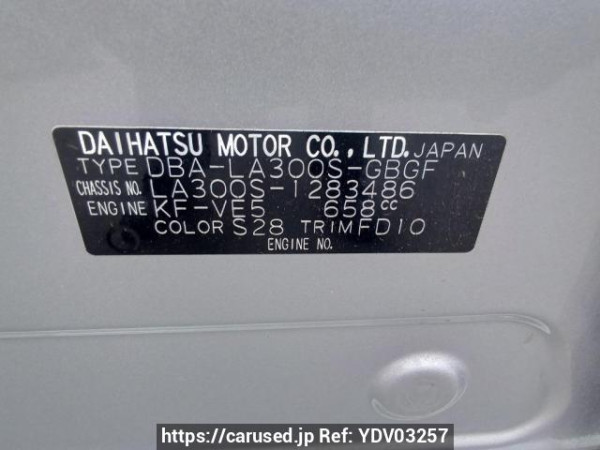 DAIHATSU MOTOR CO., LTD. JAPAN
TYPE DBA-LA300S-GBGF
CHASSIS NO. LA300S-1283486
ENGINE KF-VE5 658cc
COLOR S28 TRIM FD10
ENGINE NO.
https://carused.jp Ref: YDV03257